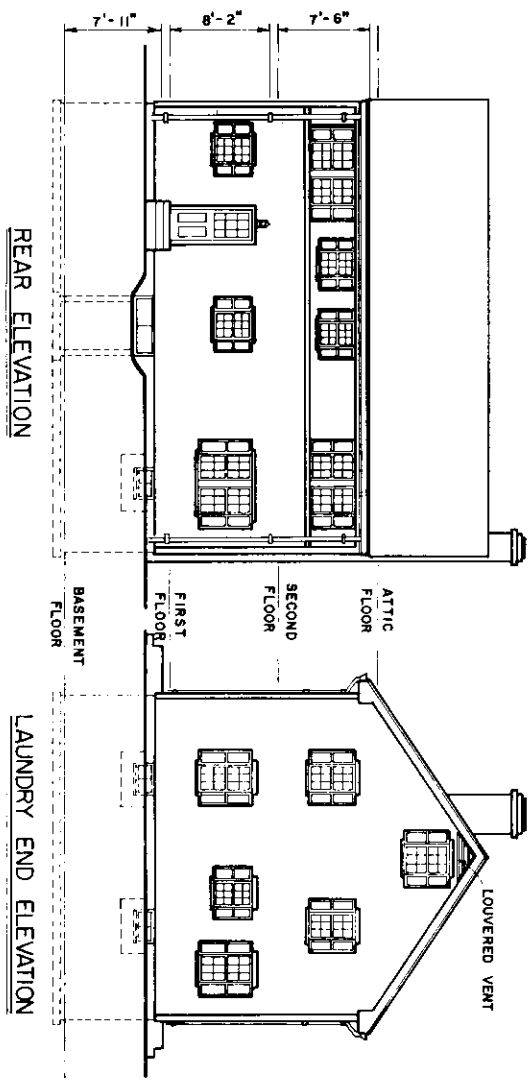 7'-11"
8'-2"
7'-6"
REAR ELEVATION
ATTIC
FLOOR
SECOND
FLOOR
FIRST
FLOOR
BASEMENT
FLOOR
LOUVERED VENT
LAUNDRY END ELEVATION